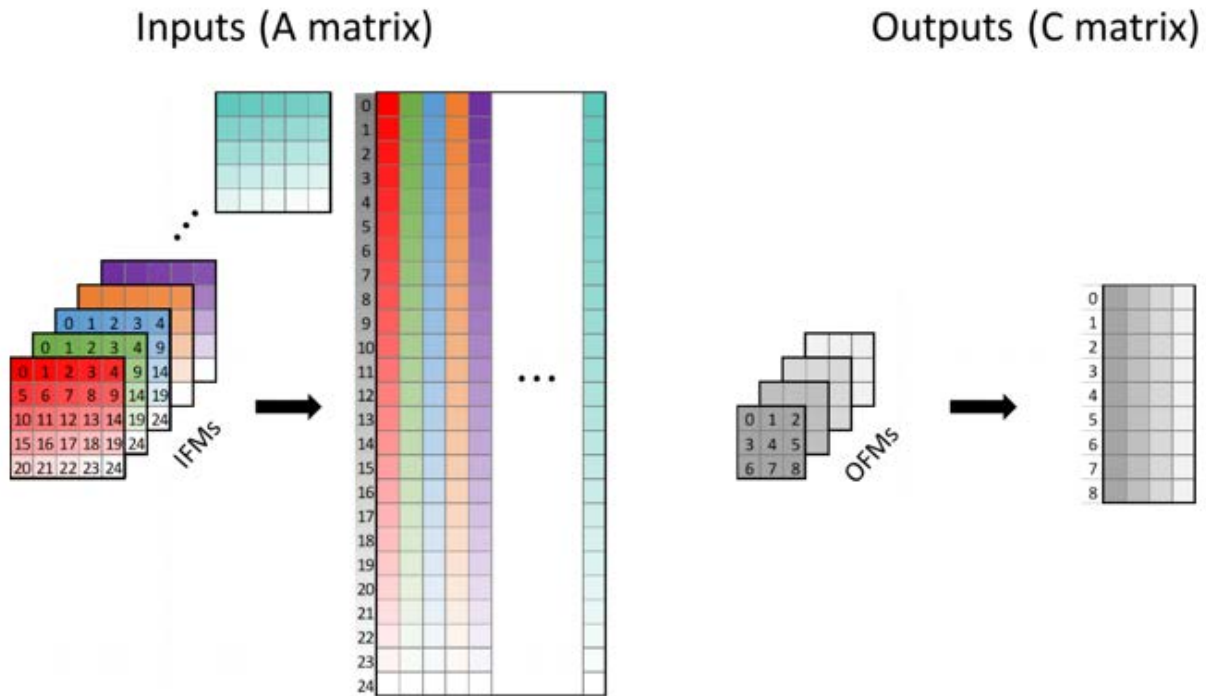 Inputs (A matrix)
0 1 2 3 4
0 1 2 3 4 9
0 1 2 3 4 9 14
5 6 7 8 9 14 19
10 11 12 13 14 19 24
15 16 17 18 19 24
20 21 22 23 24
IFMs
0
1
2
3
4
5
6
7
8
9
10
11
12
13
14
15
16
17
18
19
20
21
22
23
24
Outputs (C matrix)
0 1 2
3 4 5
6 7 8
OFMs
0
1
2
3
4
5
6
7
8